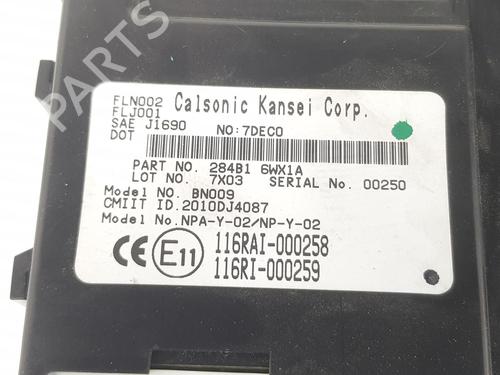 PARTS
FLN002 Calsonic Kansei Corp.
FLJ001
SAE J1690 NO:7DEC0
DOT
PART NO. 284B1 6WX1A
LOT NO. 7X03 SERIAL No. 00250
Model No. BN009
CMIIT ID.2010DJ4087
Model No.NPA-Y-02/NP-Y-02
CE E11 116RAI-000258
116RI-000259